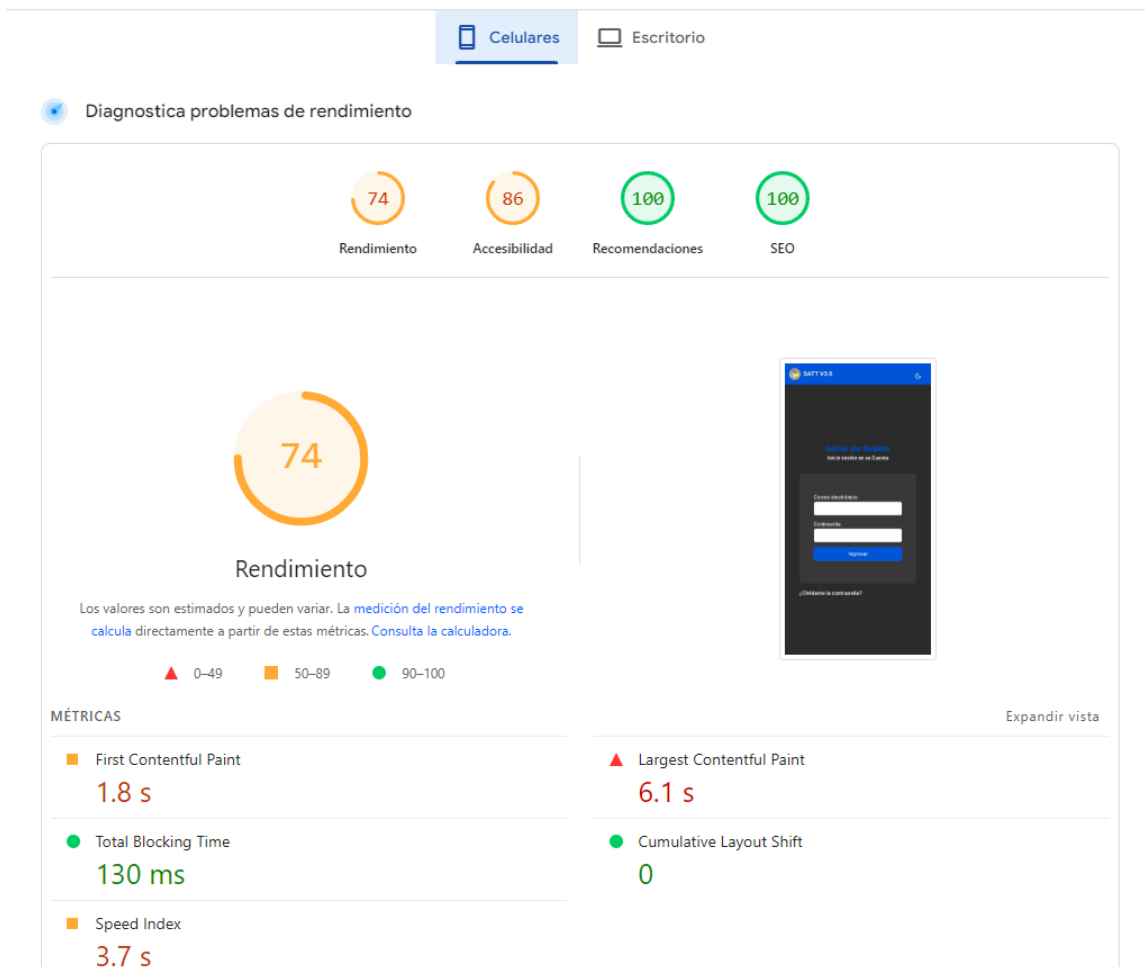 Celulares
Escritorio
Diagnostica problemas de rendimiento
74
86
100
100
Rendimiento
Accesibilidad
Recomendaciones
SEO
74
Rendimiento
Los valores son estimados y pueden variar. La medición del rendimiento se
calcula directamente a partir de estas métricas. Consulta la calculadora.
0–49
50–89
90–100
SATT V3.0
Inicio de Sesión
Inicie sesión en su Cuenta
Correo electrónico
Contraseña
Ingresar
¿Olvidaste la contraseña?
MÉTRICAS
Expandir vista
First Contentful Paint
1.8 s
Largest Contentful Paint
6.1 s
Total Blocking Time
130 ms
Cumulative Layout Shift
0
Speed Index
3.7 s